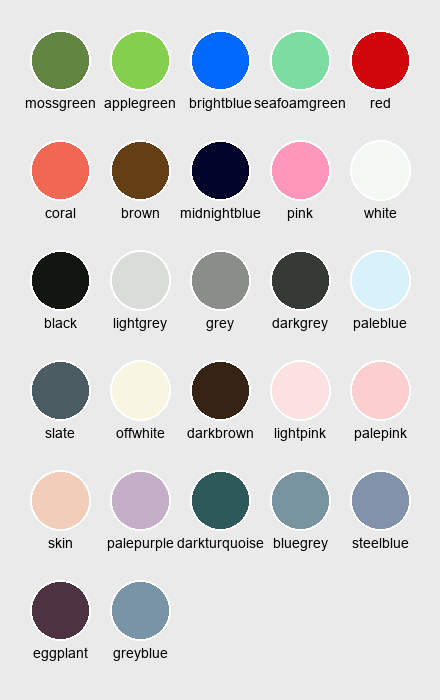 mossgreen applegreen brightblue seafoamgreen red
coral brown midnightblue pink white
black lightgrey grey darkgrey paleblue
slate offwhite darkbrown lightpink palepink
skin palepurple darkturquoise bluegrey steelblue
eggplant greyblue